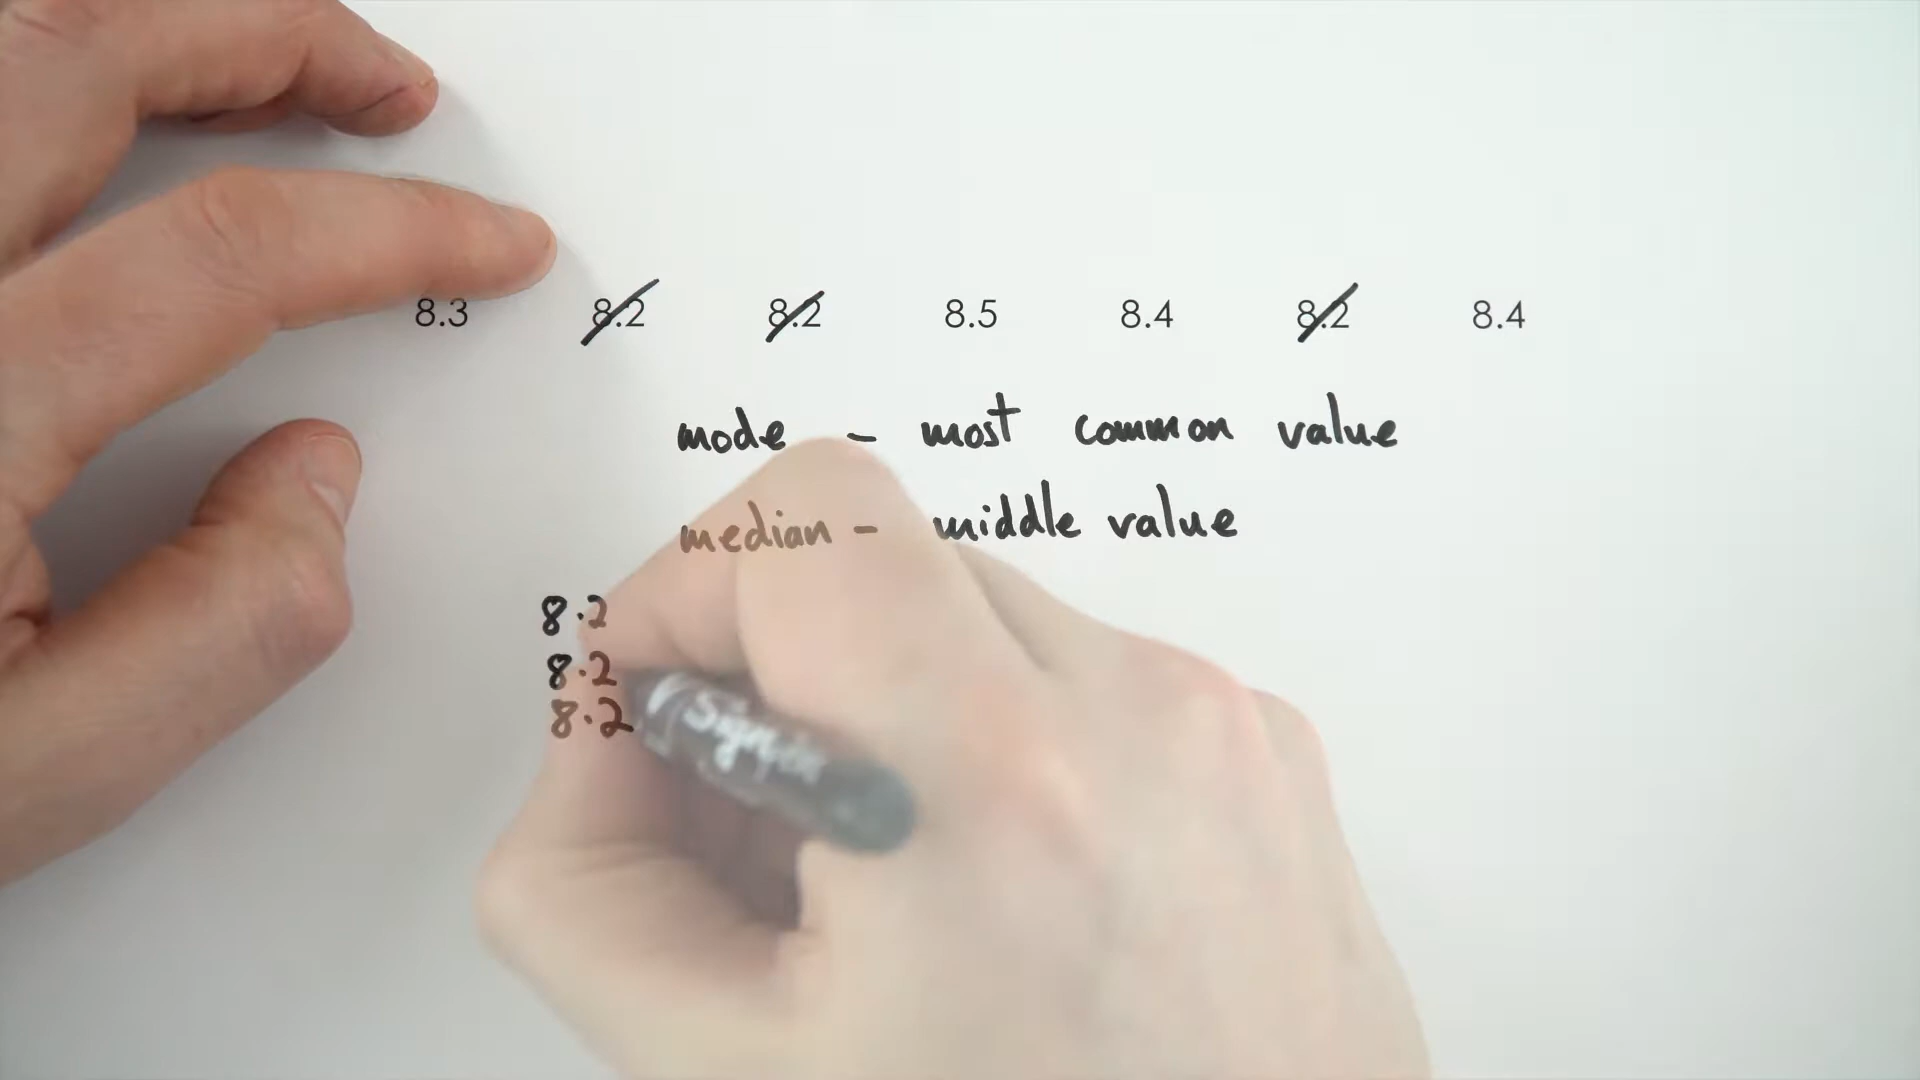 8.3 8.2 8.2 8.5 8.4 8.2 8.4
mode - most common value
median - middle value
8.2
8.2
8.2